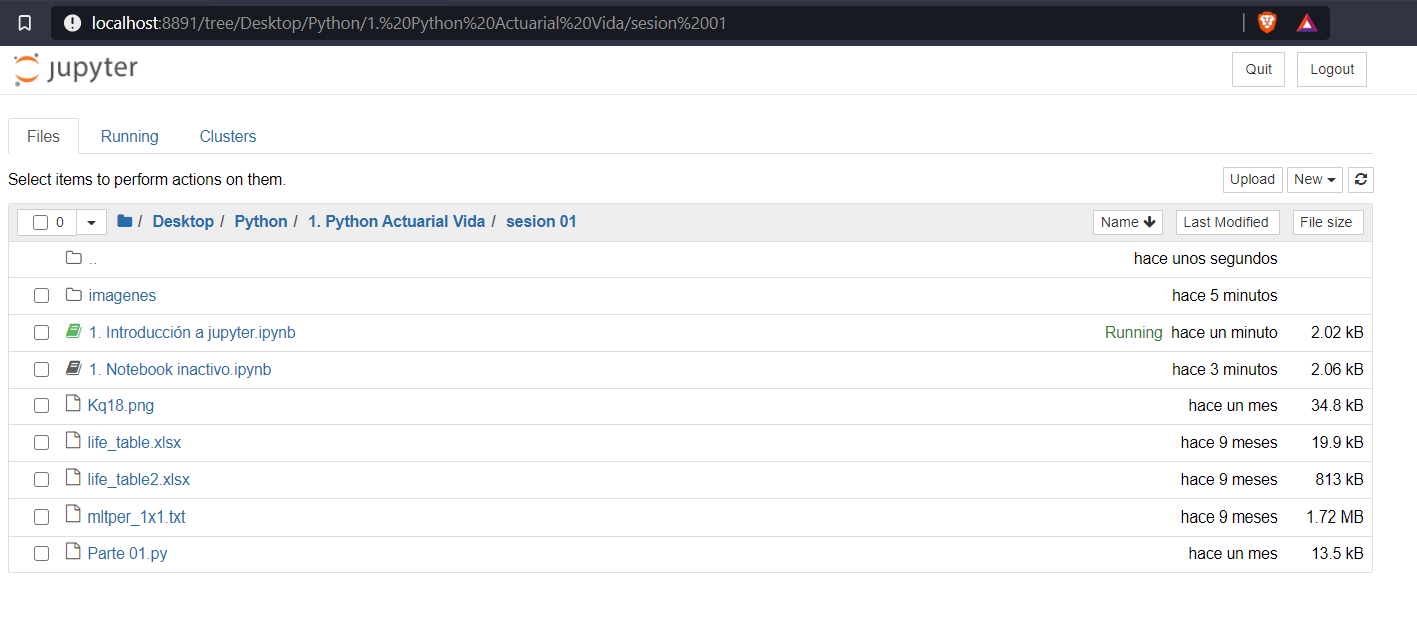 localhost:8891/tree/Desktop/Python/1.%20Python%20Actuarial%20Vida/sesion%2001
jupyter
Quit Logout
Files Running Clusters
Select items to perform actions on them.
Upload New
0 / Desktop / Python / 1. Python Actuarial Vida / sesion 01 Name Last Modified File size
.. hace unos segundos
imagenes hace 5 minutos
1. Introducción a jupyter.ipynb Running hace un minuto 2.02 kB
1. Notebook inactivo.ipynb hace 3 minutos 2.06 kB
Kq18.png hace un mes 34.8 kB
life_table.xlsx hace 9 meses 19.9 kB
life_table2.xlsx hace 9 meses 813 kB
mltper_1x1.txt hace 9 meses 1.72 MB
Parte 01.py hace un mes 13.5 kB